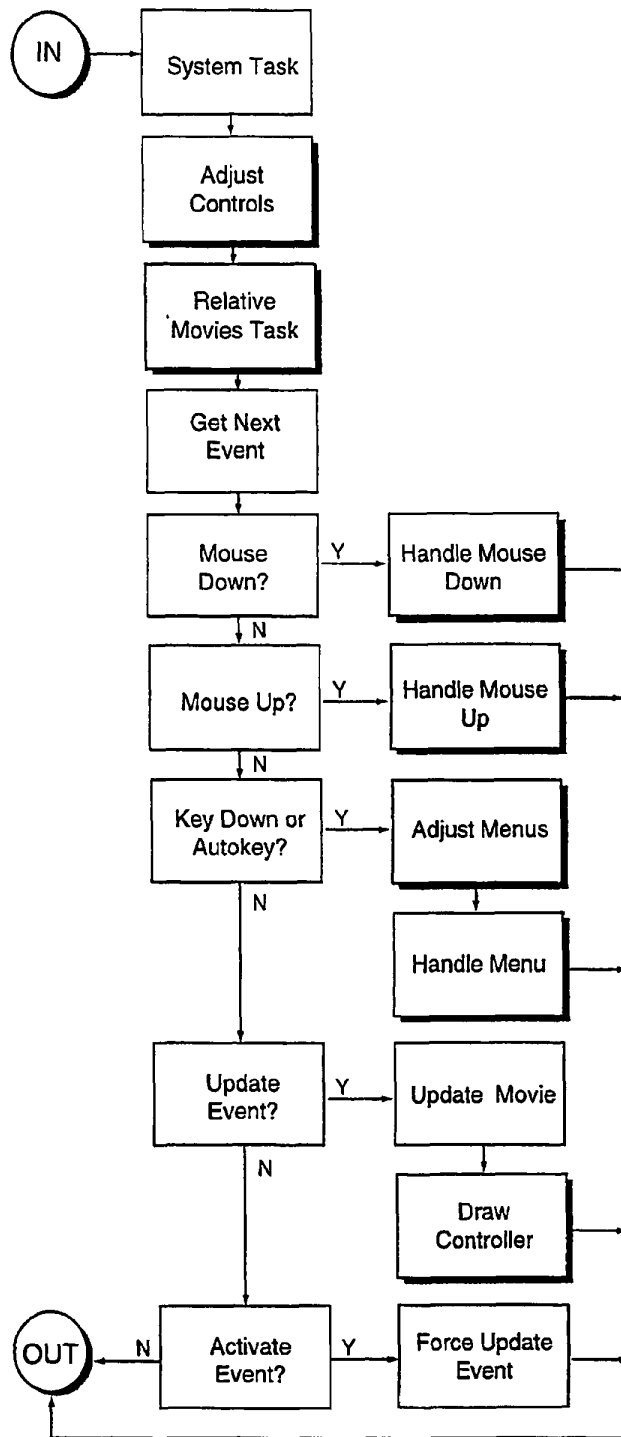 IN
System Task
Adjust
Controls
Relative
Movies Task
Get Next
Event
Mouse
Down?
Y
Handle Mouse
Down
N
Mouse Up?
Y
Handle Mouse
Up
N
Key Down or
Autokey?
Y
Adjust Menus
N
Handle Menu
Update
Event?
Y
Update Movie
N
Draw
Controller
OUT
N
Activate
Event?
Y
Force Update
Event